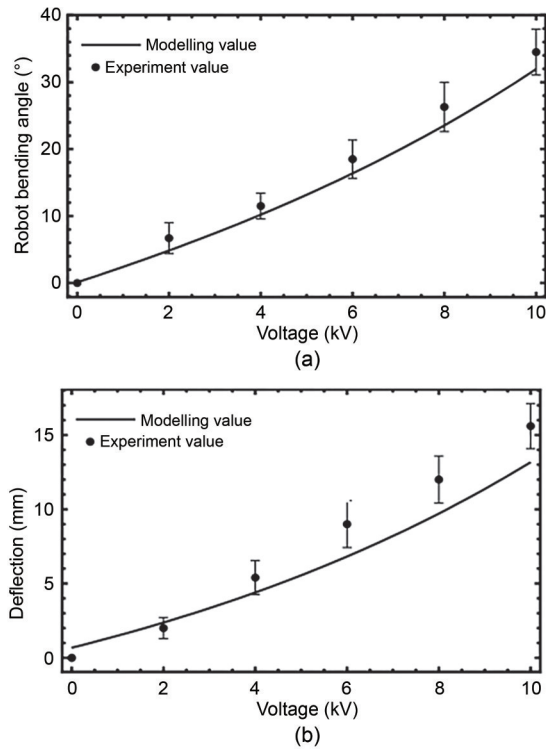 40
30
20
10
0
Robot bending angle (°)
Modelling value
Experiment value
0 2 4 6 8 10
Voltage (kV)
(a)
15
10
5
0
Deflection (mm)
Modelling value
Experiment value
0 2 4 6 8 10
Voltage (kV)
(b)